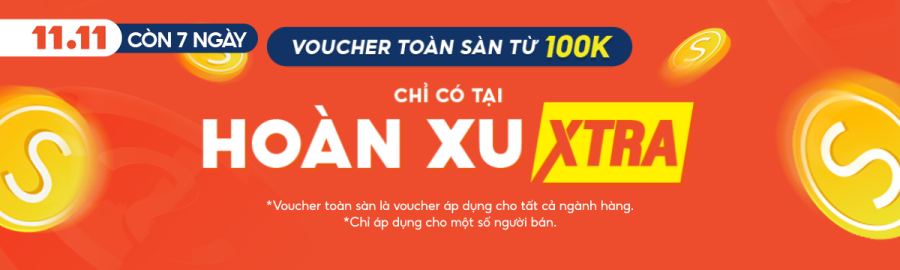 11.11 CÒN 7 NGÀY
VOUCHER TOÀN SÀN TỪ 100K
CHỈ CÓ TẠI
HOÀN XU XTRA
*Voucher toàn sàn là voucher áp dụng cho tất cả ngành hàng.
*Chỉ áp dụng cho một số người bán.